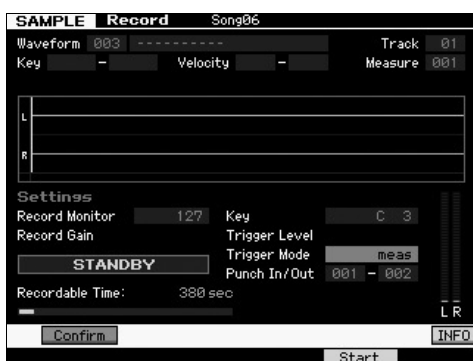 SAMPLE Record Song06
Waveform 003 ---------- Track 01
Key - Velocity - Measure 001
L
R
Settings
Record Monitor 127 Key C 3
Record Gain Trigger Level
STANDBY Trigger Mode meas
Punch In/Out 001 - 002
Recordable Time: 380 sec
L R
Confirm INFO
Start